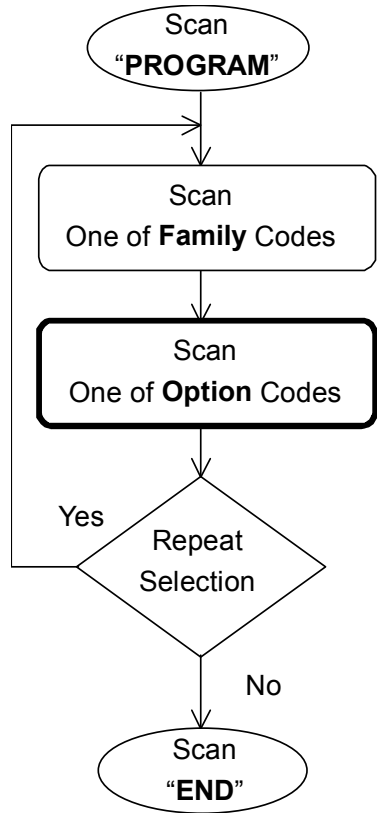 Scan
“PROGRAM”
Scan
One of Family Codes
Scan
One of Option Codes
Yes
Repeat
Selection
No
Scan
“END”